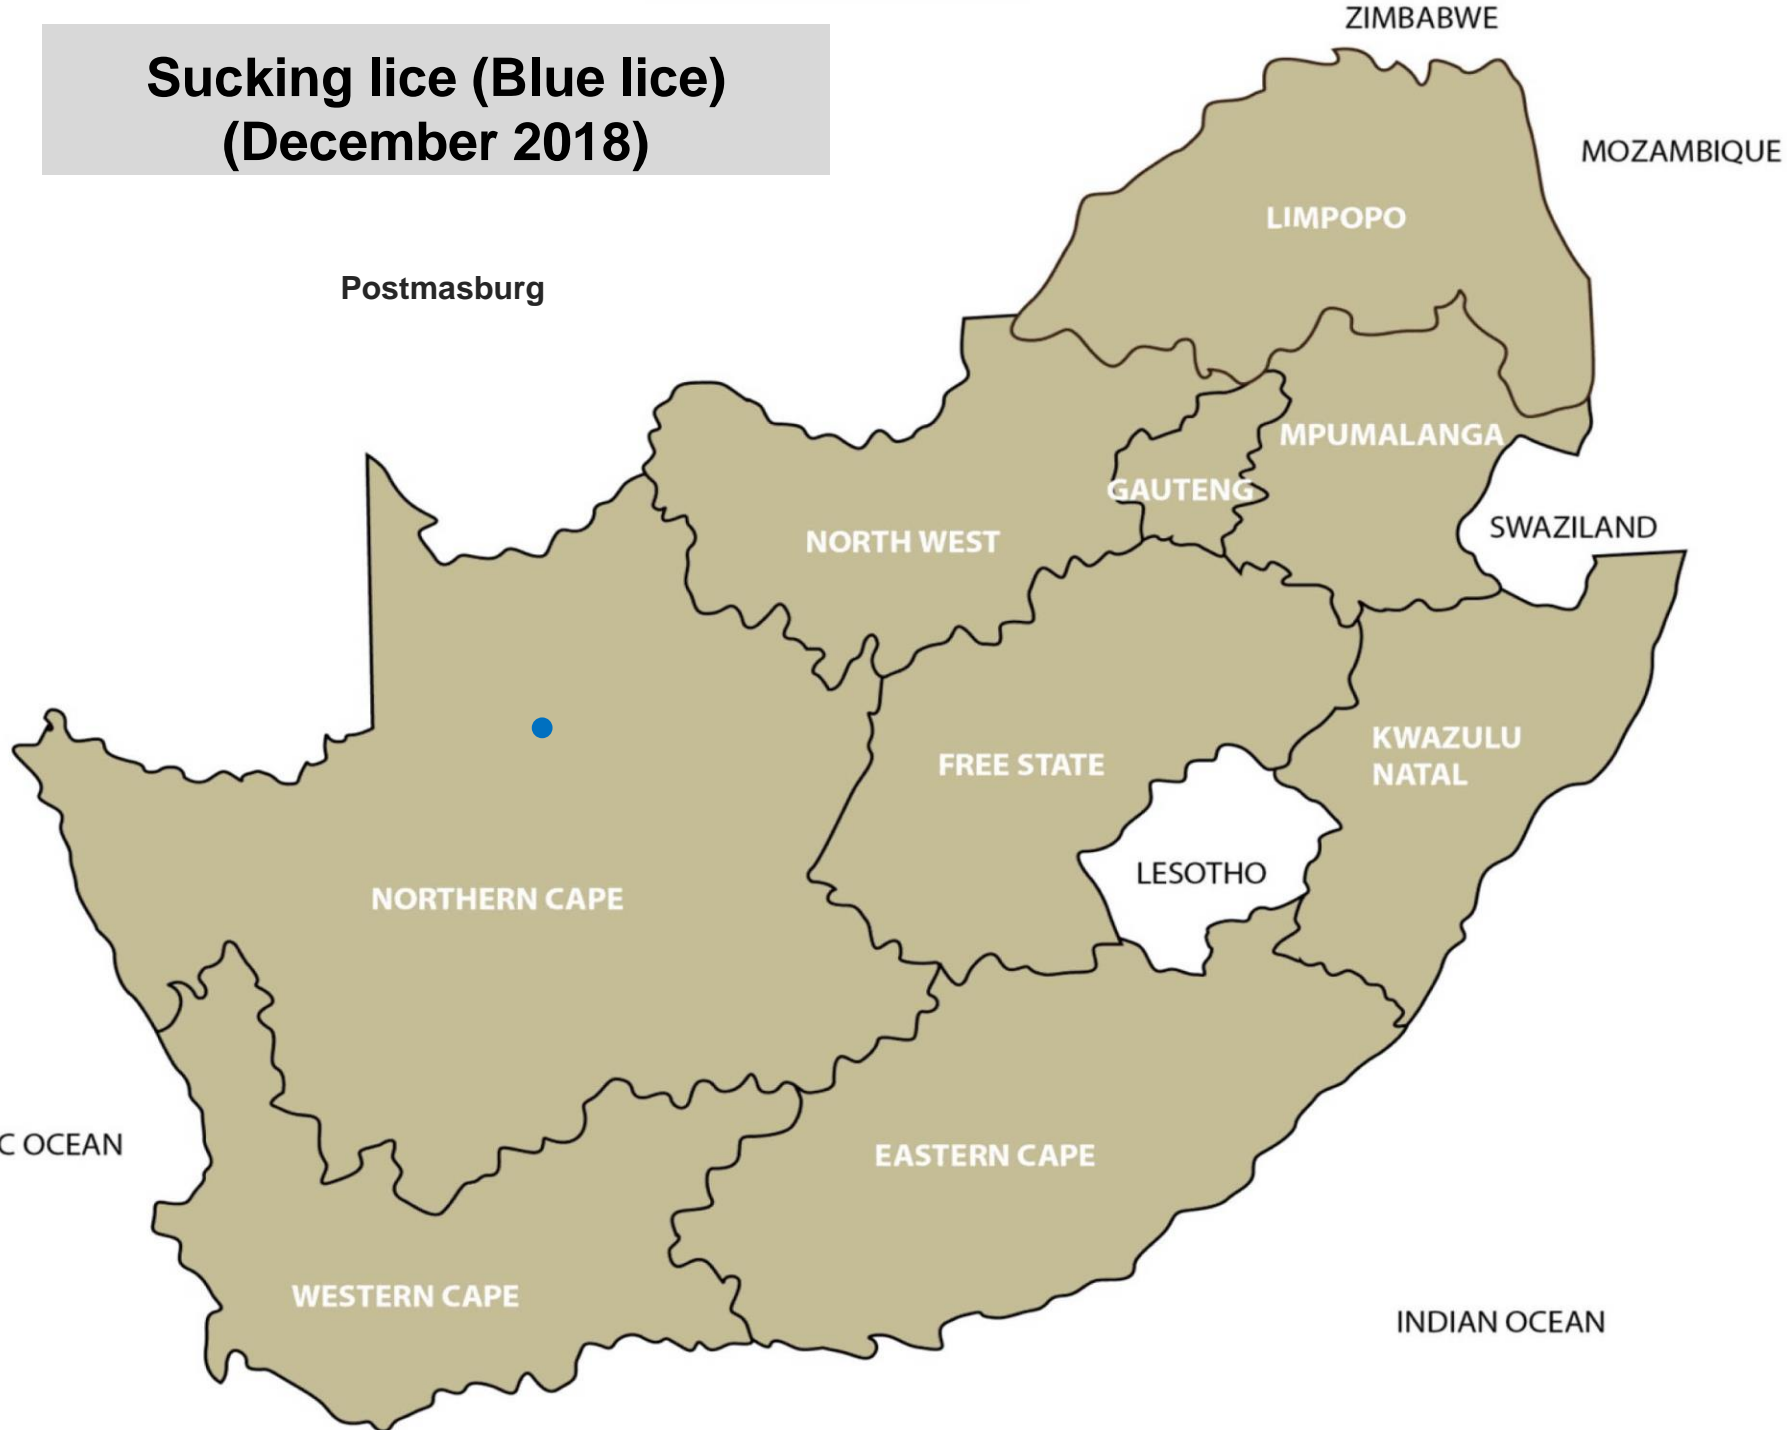 Sucking lice (Blue lice)
(December 2018)
ZIMBABWE
MOZAMBIQUE
LIMPOPO
Postmasburg
MPUMALANGA
GAUTENG
SWAZILAND
NORTH WEST
KWAZULU
NATAL
FREE STATE
LESOTHO
NORTHERN CAPE
C OCEAN
EASTERN CAPE
WESTERN CAPE
INDIAN OCEAN